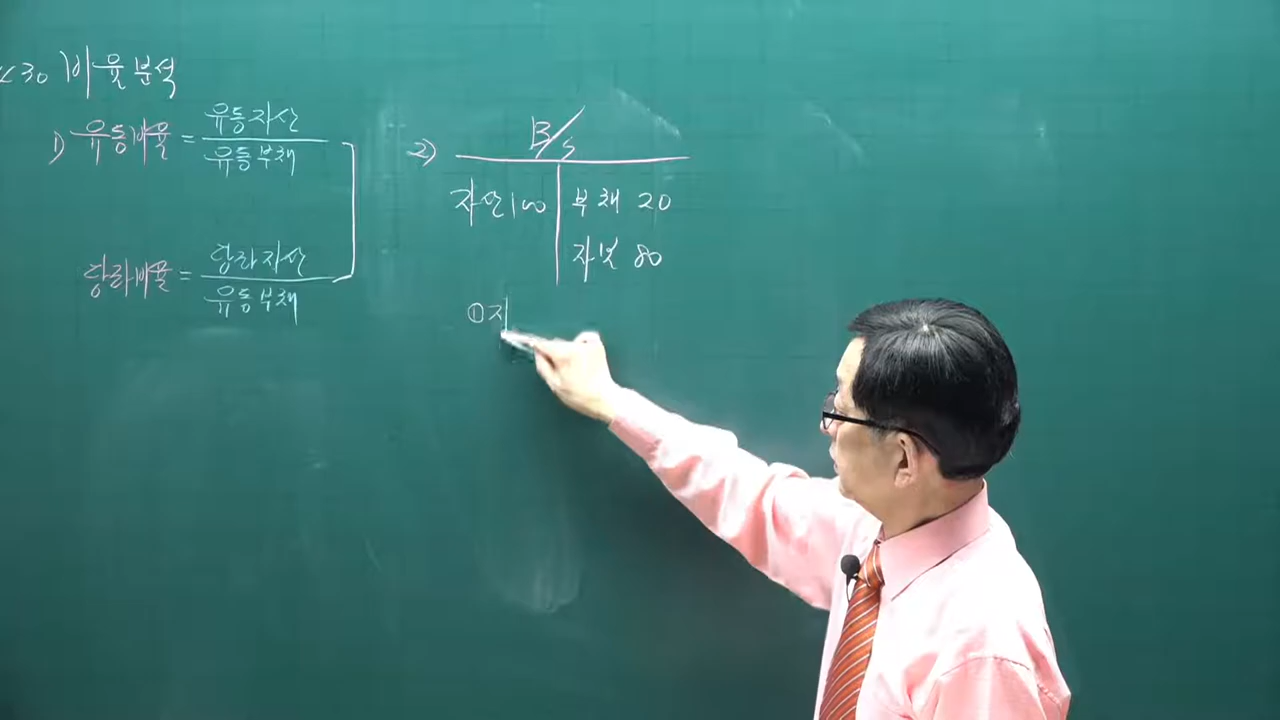 <30 비율분석
1) 유동비율 = 유동자산 / 유동부채
당좌비율 = 당좌자산 / 유동부채
2) B/S
자산 100 부채 20
자본 80
① 자